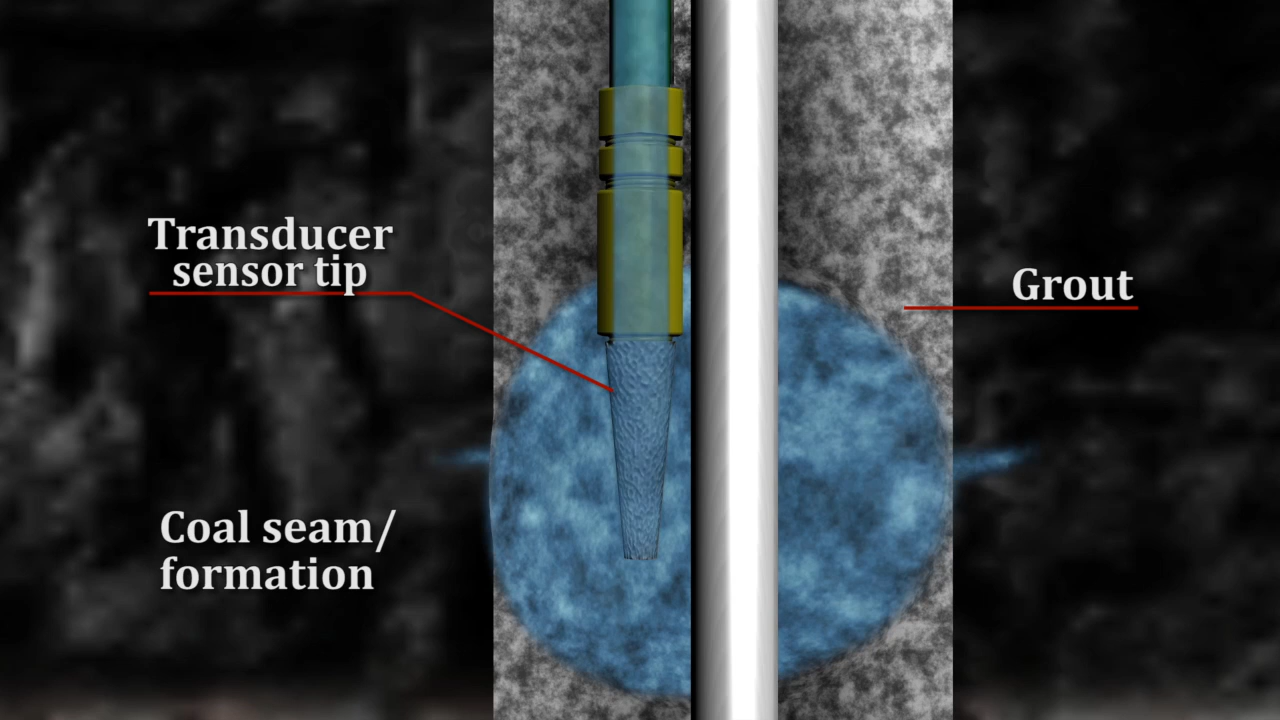 Transducer
sensor tip
Grout
Coal seam/
formation